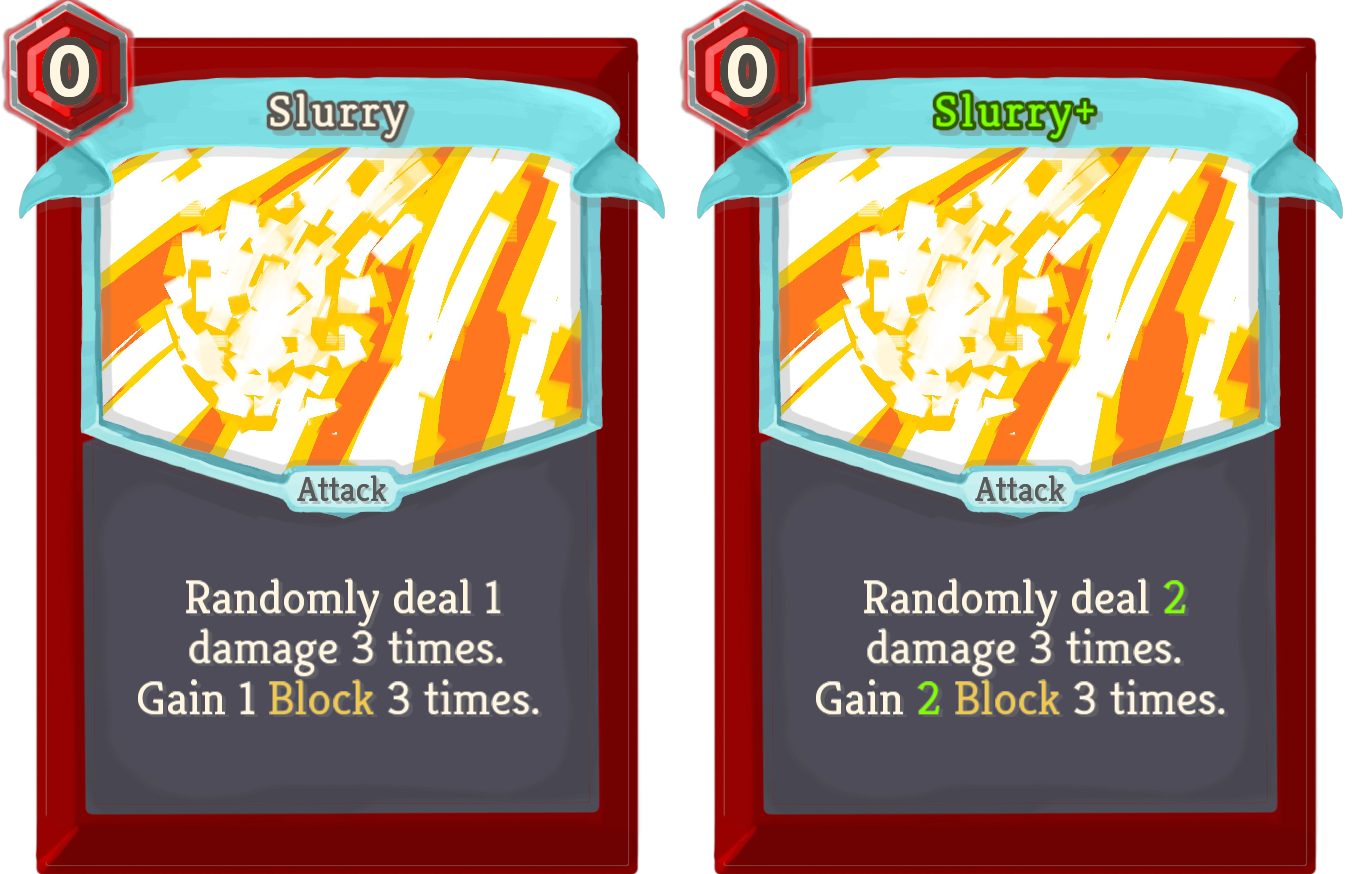 0
Slurry
Attack
Randomly deal 1
damage 3 times.
Gain 1 Block 3 times.
0
Slurry+
Attack
Randomly deal 2
damage 3 times.
Gain 2 Block 3 times.